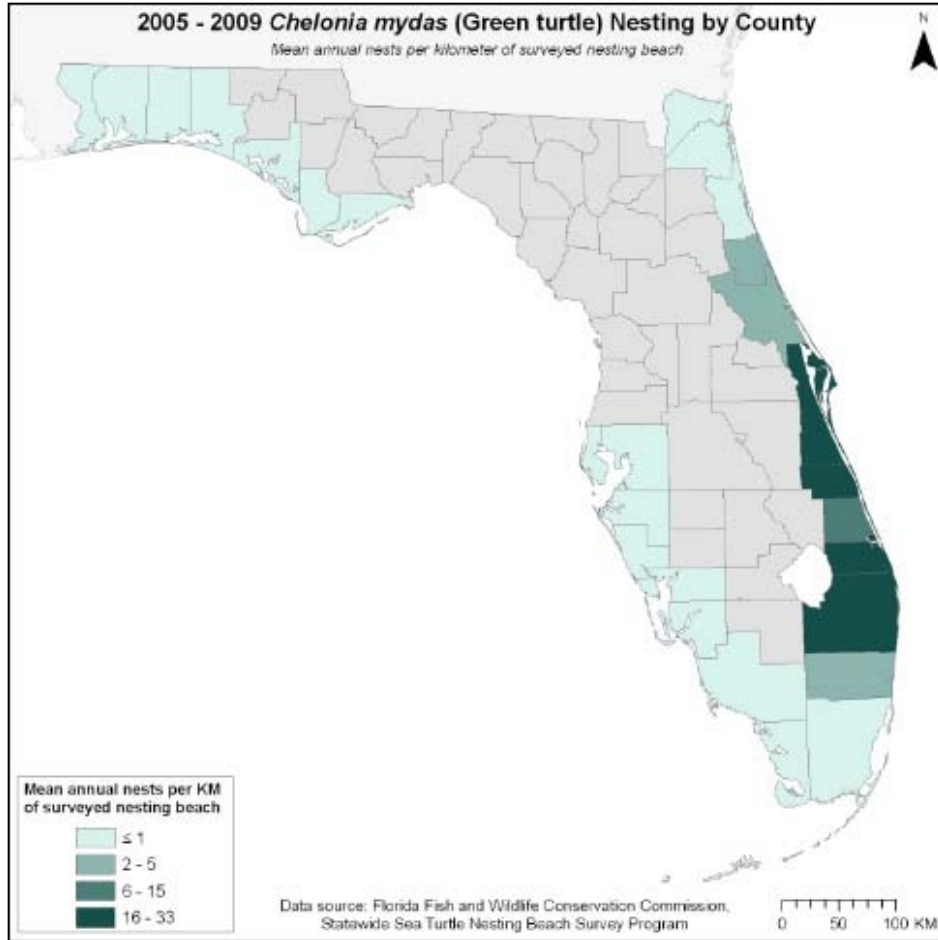 2005 - 2009 Chelonia mydas (Green turtle) Nesting by County
Mean annual nests per kilometer of surveyed nesting beach
N
Mean annual nests per KM
of surveyed nesting beach
≤ 1
2 - 5
6 - 15
16 - 33
Data source: Florida Fish and Wildlife Conservation Commission,
Statewide Sea Turtle Nesting Beach Survey Program
0 50 100 KM